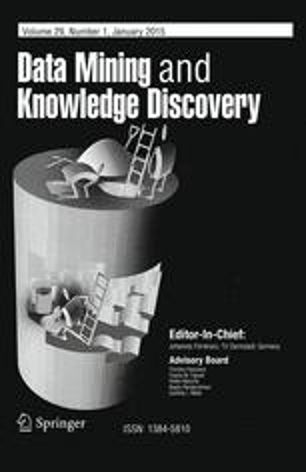 Volume 29, Number 1, January 2015
Data Mining and
Knowledge Discovery
Editor-In-Chief:
Johannes Fürnkranz, TU Darmstadt, Germany
Advisory Board
Springer
ISSN: 1384-5810